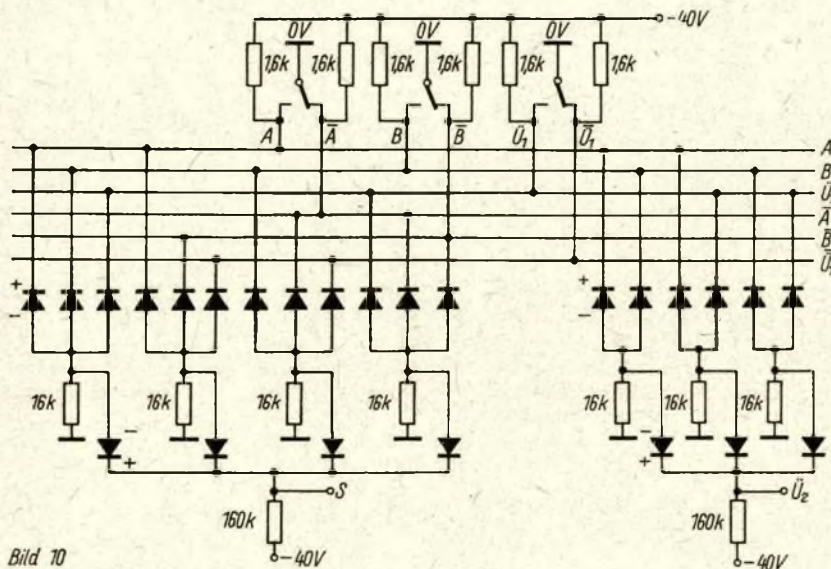 -40V
0V 0V 0V
1,6k 1,6k 1,6k 1,6k 1,6k 1,6k
A Ā B B̄ Ü₁ Ǖ₁
A
B
Ü
Ā
B̄
+ +
- -
16k 16k 16k 16k 16k 16k 16k
- -
+ +
S Ü₂
160k 160k
-40V -40V
Bild 10